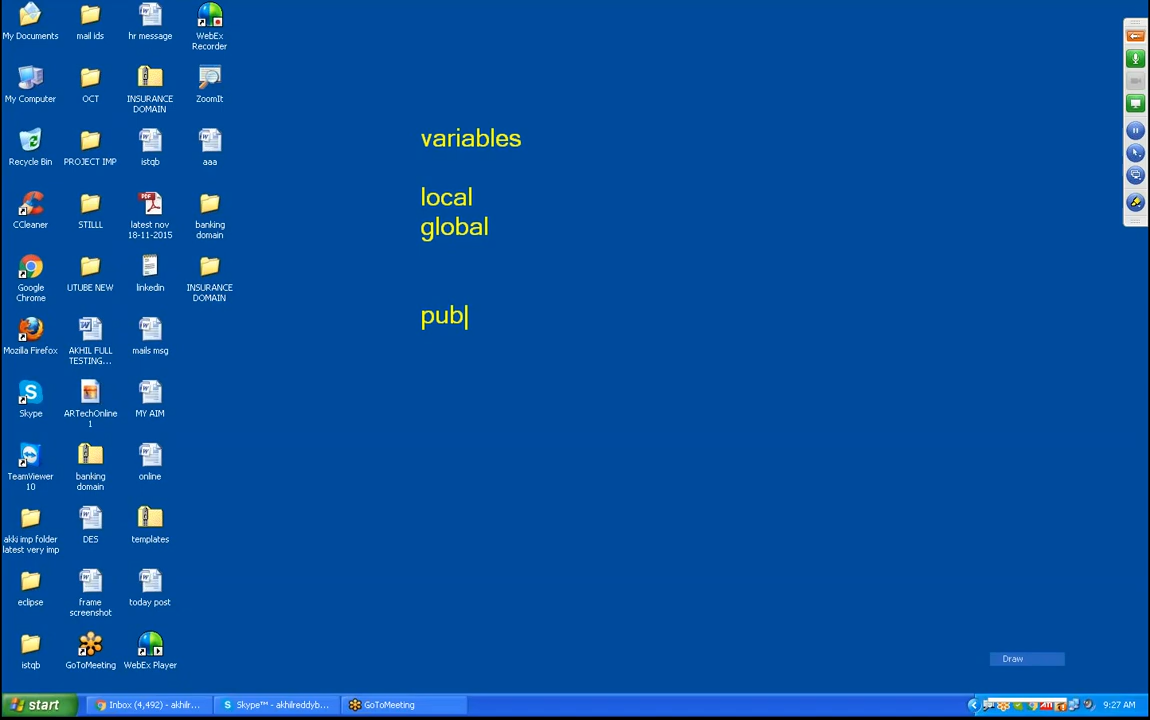 My Documents
mail ids
hr message
WebEx
Recorder
My Computer
OCT
INSURANCE
DOMAIN
ZoomIt
Recycle Bin
PROJECT IMP
istqb
aaa
CCleaner
STILLL
latest nov
18-11-2015
banking
domain
Google
Chrome
UTUBE NEW
linkedin
INSURANCE
DOMAIN
Mozilla Firefox
AKHIL FULL
TESTING...
mails msg
Skype
ARTechOnline
1
MY AIM
TeamViewer
10
banking
domain
online
akki imp folder
latest very imp
DES
templates
eclipse
frame
screenshot
today post
istqb
GoToMeeting
WebEx Player
variables
local
global
pub
Draw
start
Inbox (4,492) - akhilr...
Skype™ - akhilreddyb...
GoToMeeting
9:27 AM